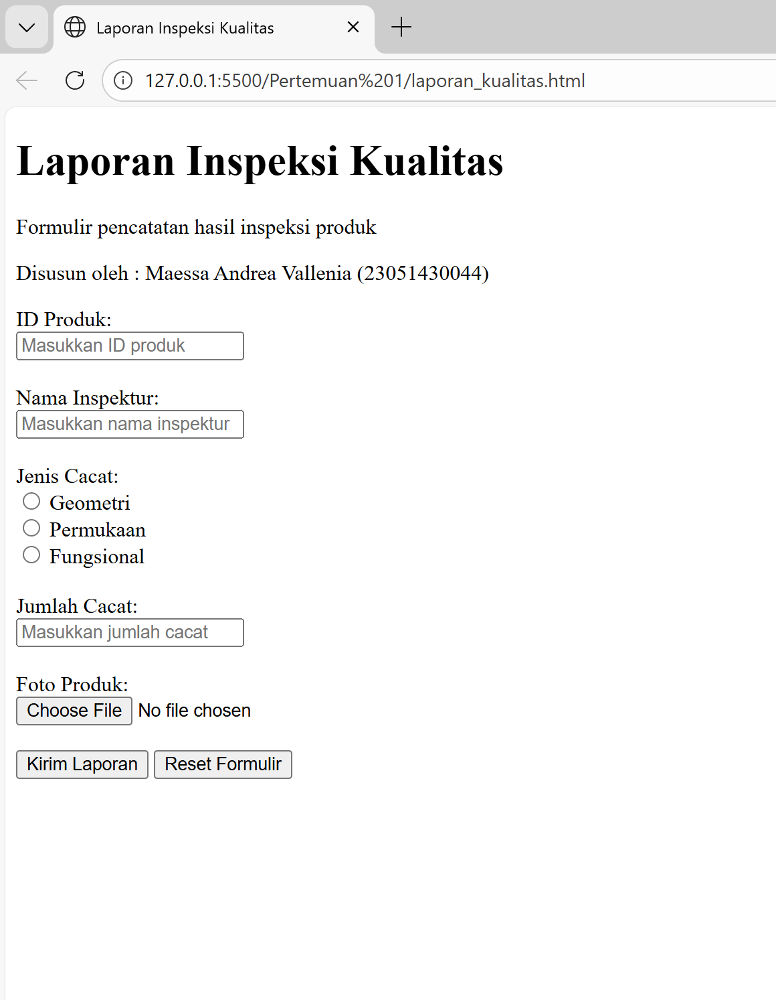 Laporan Inspeksi Kualitas
127.0.0.1:5500/Pertemuan%201/laporan_kualitas.html
Laporan Inspeksi Kualitas
Formulir pencatatan hasil inspeksi produk
Disusun oleh : Maessa Andrea Vallenia (23051430044)
ID Produk:
Masukkan ID produk
Nama Inspektur:
Masukkan nama inspektur
Jenis Cacat:
Geometri
Permukaan
Fungsional
Jumlah Cacat:
Masukkan jumlah cacat
Foto Produk:
Choose File No file chosen
Kirim Laporan Reset Formulir